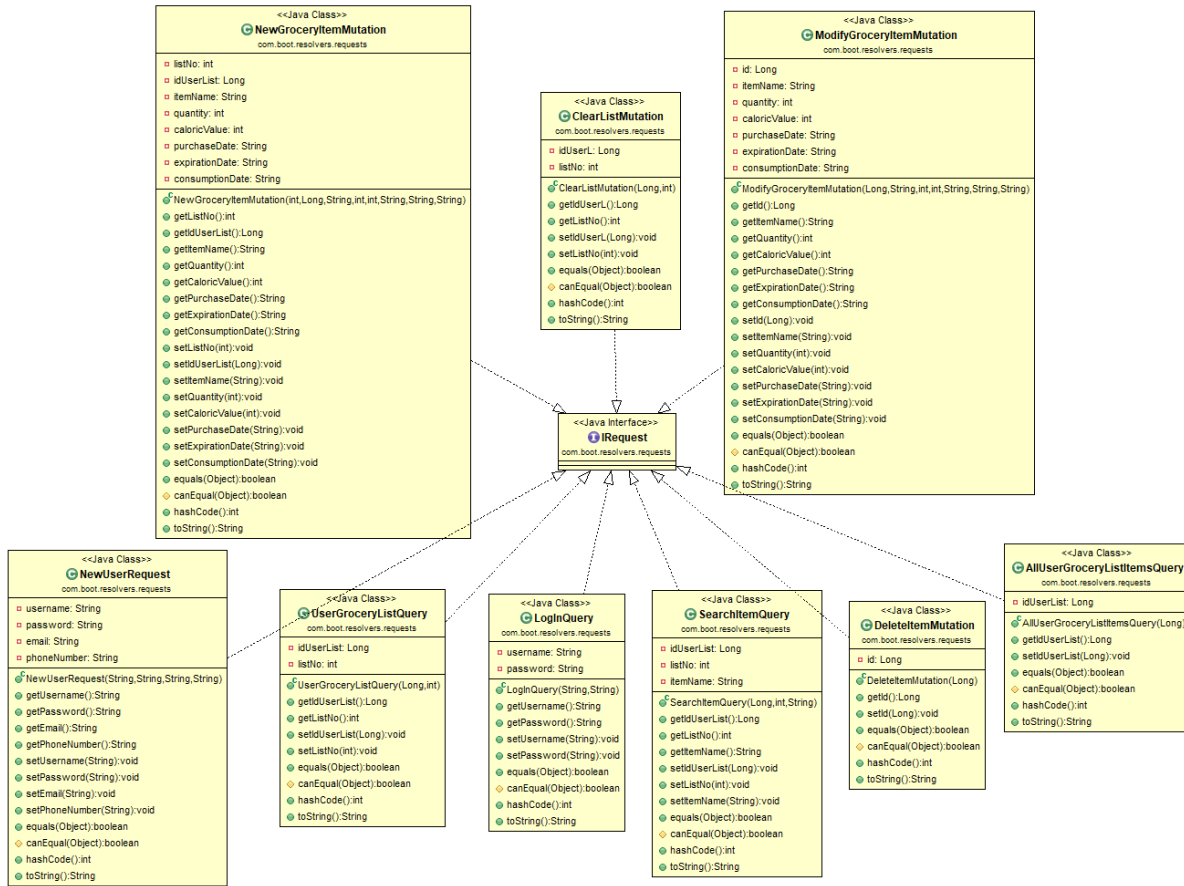 <<Java Class>>
NewGroceryItemMutation
com.boot.resolvers.requests
listNo: int
idUserList: Long
itemName: String
quantity: int
caloricValue: int
purchaseDate: String
expirationDate: String
consumptionDate: String
NewGroceryItemMutation(int,Long,String,int,int,String,String,String)
getListNo():int
getIdUserList():Long
getItemName():String
getQuantity():int
getCaloricValue():int
getPurchaseDate():String
getExpirationDate():String
getConsumptionDate():String
setListNo(int):void
setIdUserList(Long):void
setItemName(String):void
setQuantity(int):void
setCaloricValue(int):void
setPurchaseDate(String):void
setExpirationDate(String):void
setConsumptionDate(String):void
equals(Object):boolean
canEqual(Object):boolean
hashCode():int
toString():String
<<Java Class>>
ClearListMutation
com.boot.resolvers.requests
idUserL: Long
listNo: int
ClearListMutation(Long,int)
getIdUserL():Long
getListNo():int
setIdUserL(Long):void
setListNo(int):void
equals(Object):boolean
canEqual(Object):boolean
hashCode():int
toString():String
<<Java Class>>
ModifyGroceryItemMutation
com.boot.resolvers.requests
id: Long
itemName: String
quantity: int
caloricValue: int
purchaseDate: String
expirationDate: String
consumptionDate: String
ModifyGroceryItemMutation(Long,String,int,int,String,String,String)
getId():Long
getItemName():String
getQuantity():int
getCaloricValue():int
getPurchaseDate():String
getExpirationDate():String
getConsumptionDate():String
setId(Long):void
setItemName(String):void
setQuantity(int):void
setCaloricValue(int):void
setPurchaseDate(String):void
setExpirationDate(String):void
setConsumptionDate(String):void
equals(Object):boolean
canEqual(Object):boolean
hashCode():int
toString():String
<<Java Interface>>
IRequest
com.boot.resolvers.requests
<<Java Class>>
NewUserRequest
com.boot.resolvers.requests
username: String
password: String
email: String
phoneNumber: String
NewUserRequest(String,String,String,String)
getUsername():String
getPassword():String
getEmail():String
getPhoneNumber():String
setUsername(String):void
setPassword(String):void
setEmail(String):void
setPhoneNumber(String):void
equals(Object):boolean
canEqual(Object):boolean
hashCode():int
toString():String
<<Java Class>>
UserGroceryListQuery
com.boot.resolvers.requests
idUserList: Long
listNo: int
UserGroceryListQuery(Long,int)
getIdUserList():Long
getListNo():int
setIdUserList(Long):void
setListNo(int):void
equals(Object):boolean
canEqual(Object):boolean
hashCode():int
toString():String
<<Java Class>>
LogInQuery
com.boot.resolvers.requests
username: String
password: String
LogInQuery(String,String)
getUsername():String
getPassword():String
setUsername(String):void
setPassword(String):void
equals(Object):boolean
canEqual(Object):boolean
hashCode():int
toString():String
<<Java Class>>
SearchItemQuery
com.boot.resolvers.requests
idUserList: Long
listNo: int
itemName: String
SearchItemQuery(Long,int,String)
getIdUserList():Long
getListNo():int
getItemName():String
setIdUserList(Long):void
setListNo(int):void
setItemName(String):void
equals(Object):boolean
canEqual(Object):boolean
hashCode():int
toString():String
<<Java Class>>
DeleteItemMutation
com.boot.resolvers.requests
id: Long
DeleteItemMutation(Long)
getId():Long
setId(Long):void
equals(Object):boolean
canEqual(Object):boolean
hashCode():int
toString():String
<<Java Class>>
AllUserGroceryListItemsQuery
com.boot.resolvers.requests
idUserList: Long
AllUserGroceryListItemsQuery(Long)
getIdUserList():Long
setIdUserList(Long):void
equals(Object):boolean
canEqual(Object):boolean
hashCode():int
toString():String